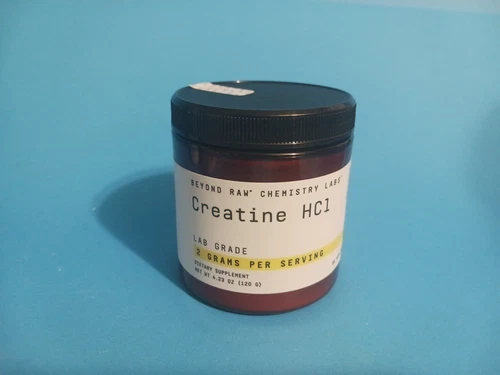 BEYOND RAW® CHEMISTRY LABS™
Creatine HCl
LAB GRADE
2 GRAMS PER SERVING
DIETARY SUPPLEMENT
NET WT 4.23 OZ (120 G)